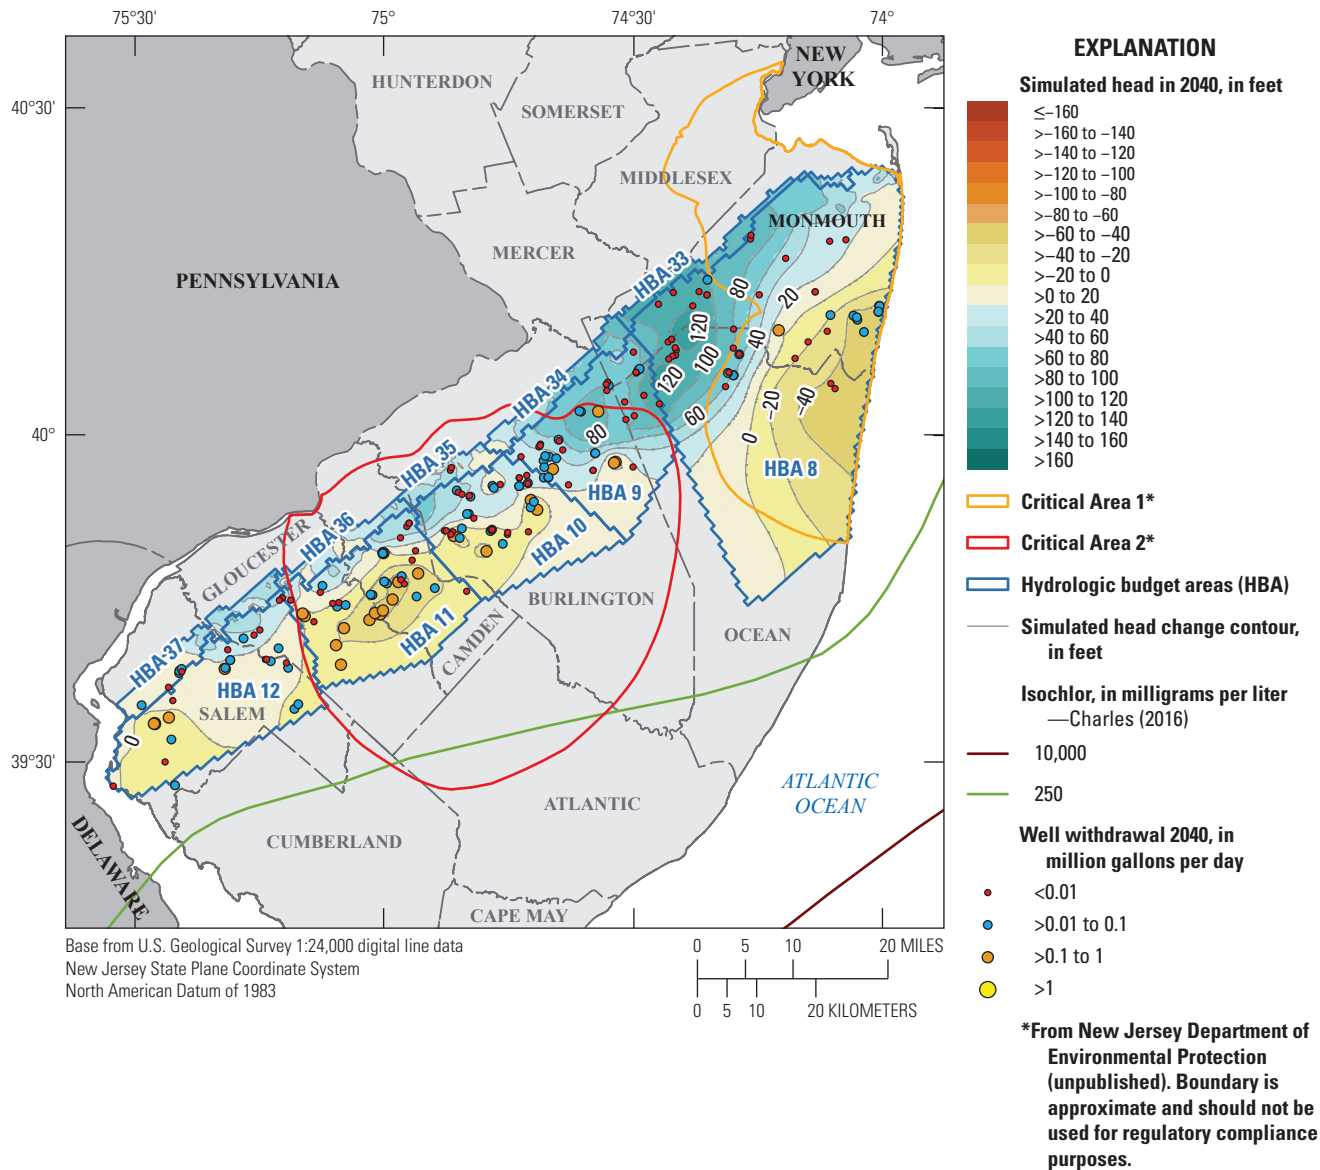 75°30'
75°
74°30'
74°
40°30'
40°
39°30'
NEW
YORK
HUNTERDON
SOMERSET
MIDDLESEX
MONMOUTH
MERCER
PENNSYLVANIA
HBA 33
HBA 34
HBA 35
HBA 36
HBA 37
80
20
120
40
100
120
60
80
0
−20
−40
0
HBA 8
HBA 9
HBA 10
HBA 11
HBA 12
GLOUCESTER
BURLINGTON
OCEAN
CAMDEN
SALEM
ATLANTIC
CUMBERLAND
CAPE MAY
DELAWARE
ATLANTIC
OCEAN
Base from U.S. Geological Survey 1:24,000 digital line data
New Jersey State Plane Coordinate System
North American Datum of 1983
0 5 10 20 MILES
0 5 10 20 KILOMETERS
EXPLANATION
Simulated head in 2040, in feet
≤−160
>−160 to −140
>−140 to −120
>−120 to −100
>−100 to −80
>−80 to −60
>−60 to −40
>−40 to −20
>−20 to 0
>0 to 20
>20 to 40
>40 to 60
>60 to 80
>80 to 100
>100 to 120
>120 to 140
>140 to 160
>160
Critical Area 1*
Critical Area 2*
Hydrologic budget areas (HBA)
Simulated head change contour,
in feet
Isochlor, in milligrams per liter
—Charles (2016)
10,000
250
Well withdrawal 2040, in
million gallons per day
<0.01
>0.01 to 0.1
>0.1 to 1
>1
*From New Jersey Department of
Environmental Protection
(unpublished). Boundary is
approximate and should not be
used for regulatory compliance
purposes.